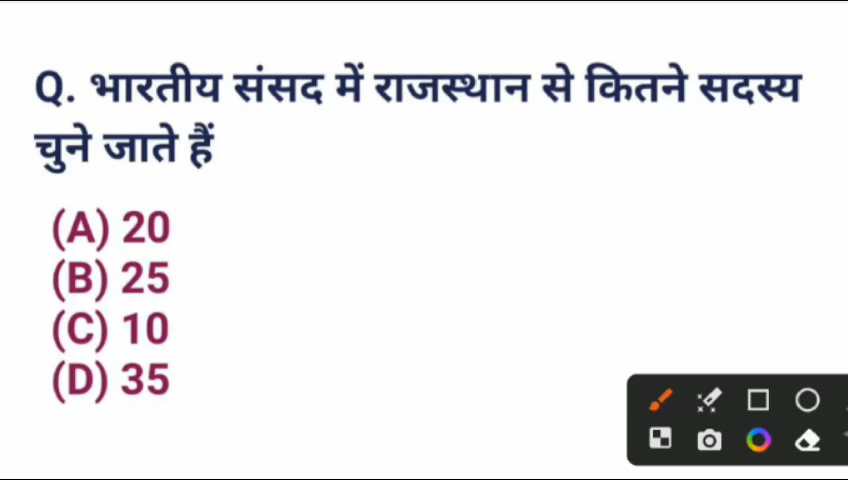 Q. भारतीय संसद में राजस्थान से कितने सदस्य
चुने जाते हैं
(A) 20
(B) 25
(C) 10
(D) 35